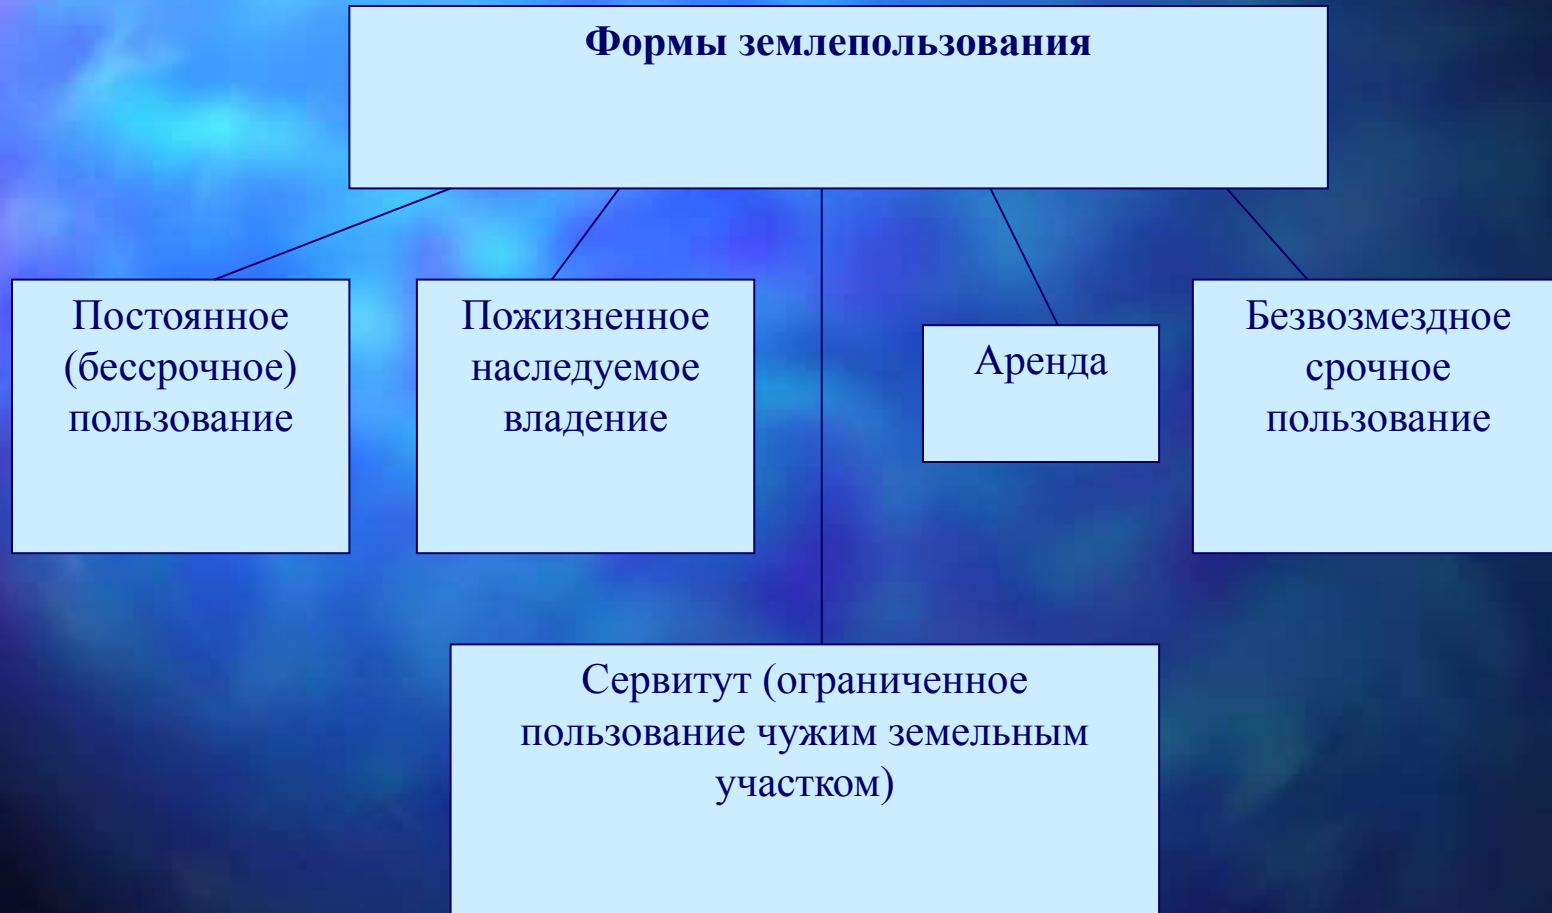 Формы землепользования
Постоянное
(бессрочное)
пользование
Пожизненное
наследуемое
владение
Аренда
Безвозмездное
срочное
пользование
Сервитут (ограниченное
пользование чужим земельным
участком)